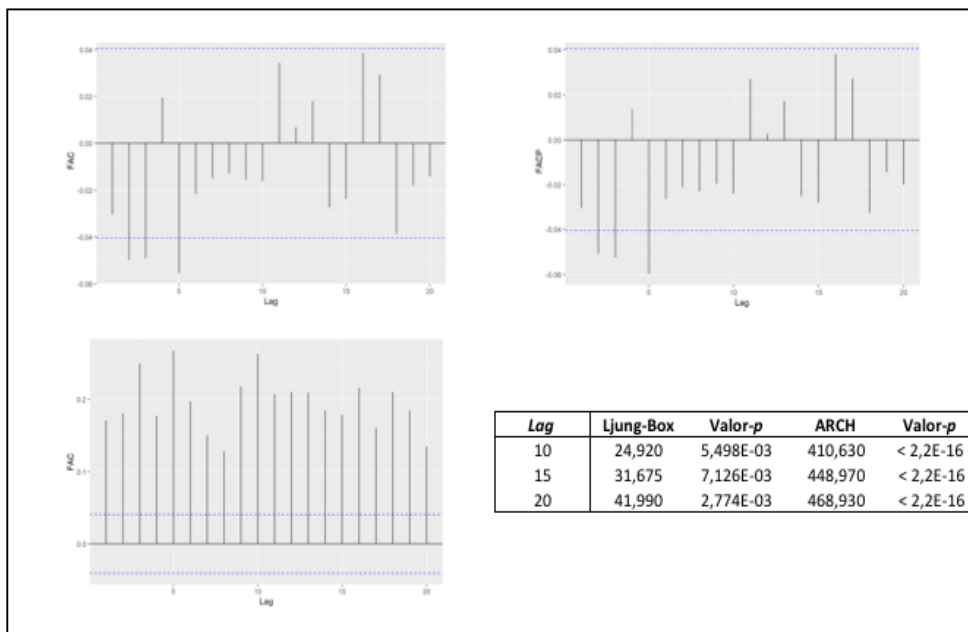 0.04
0.02
0.00
-0.02
-0.04
-0.06
FAC
5
10
15
20
Lag
0.04
0.02
0.00
-0.02
-0.04
-0.06
FACP
5
10
15
20
Lag
0.2
0.1
0.0
FAC
5
10
15
20
Lag
Lag Ljung-Box Valor-p ARCH Valor-p
10 24,920 5,498E-03 410,630 < 2,2E-16
15 31,675 7,126E-03 448,970 < 2,2E-16
20 41,990 2,774E-03 468,930 < 2,2E-16